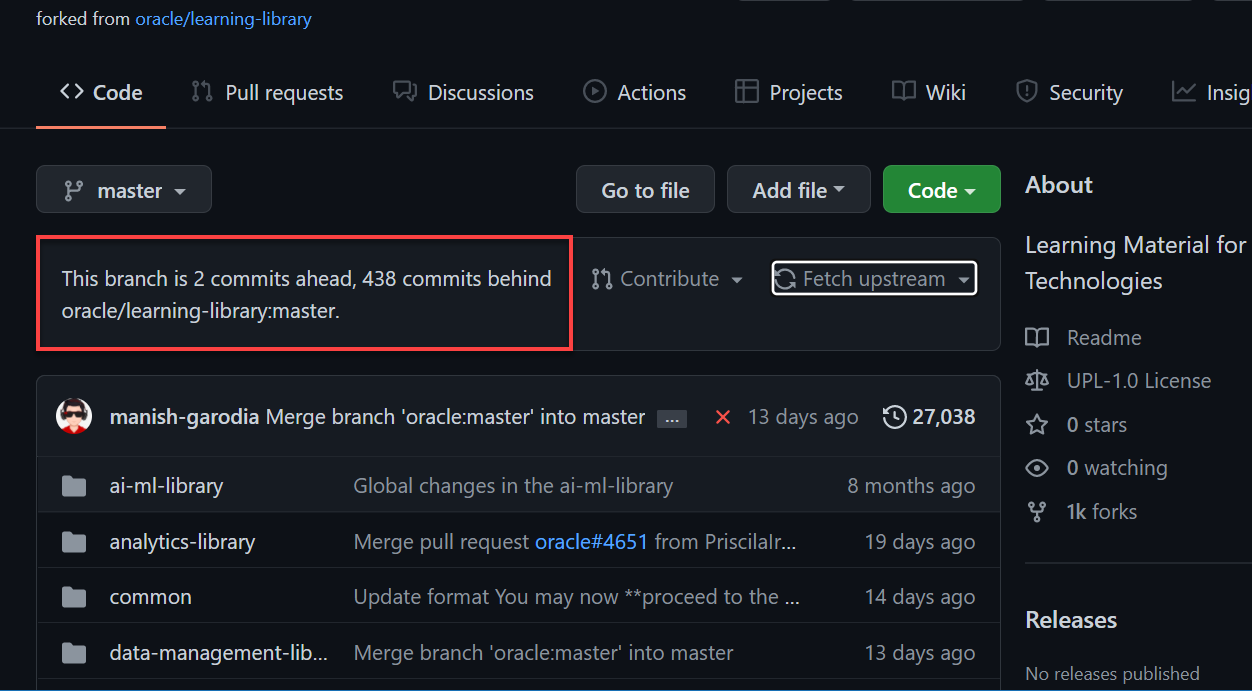 forked from oracle/learning-library
Code Pull requests Discussions Actions Projects Wiki Security Insig
master Go to file Add file Code
This branch is 2 commits ahead, 438 commits behind
oracle/learning-library:master.
Contribute Fetch upstream
manish-garodia Merge branch 'oracle:master' into master ... 13 days ago 27,038
ai-ml-library Global changes in the ai-ml-library 8 months ago
analytics-library Merge pull request oracle#4651 from PriscilaIr... 19 days ago
common Update format You may now **proceed to the ... 14 days ago
data-management-lib... Merge branch 'oracle:master' into master 13 days ago
About
Learning Material for
Technologies
Readme
UPL-1.0 License
0 stars
0 watching
1k forks
Releases
No releases published